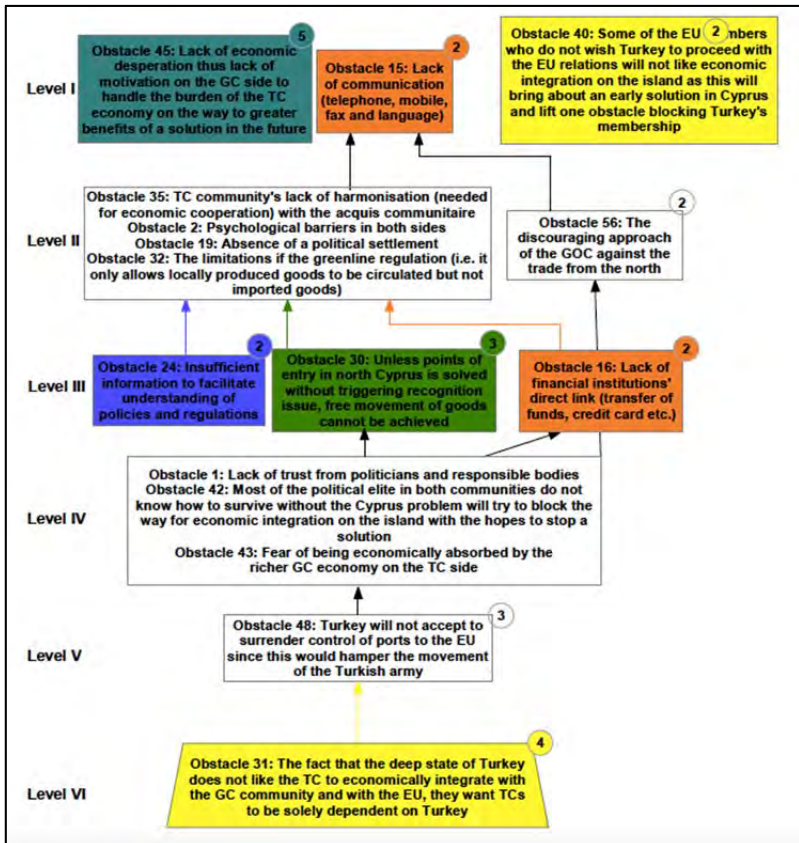 Level I
5
Obstacle 45: Lack of economic
desperation thus lack of
motivation on the GC side to
handle the burden of the TC
economy on the way to greater
benefits of a solution in the future
2
Obstacle 15: Lack
of communication
(telephone, mobile,
fax and language)
2
Obstacle 40: Some of the EU
who do not wish Turkey to proceed with
the EU relations will not like economic
integration on the island as this will
bring about an early solution in Cyprus
and lift one obstacle blocking Turkey's
membership
Level II
Obstacle 35: TC community's lack of harmonisation (needed
for economic cooperation) with the acquis communitaire
Obstacle 2: Psychological barriers in both sides
Obstacle 19: Absence of a political settlement
Obstacle 32: The limitations if the greenline regulation (i.e. it
only allows locally produced goods to be circulated but not
imported goods)
2
Obstacle 56: The
discouraging approach
of the GOC against the
trade from the north
Level III
2
Obstacle 24: Insufficient
information to facilitate
understanding of
policies and regulations
3
Obstacle 30: Unless points of
entry in north Cyprus is solved
without triggering recognition
issue, free movement of goods
cannot be achieved
2
Obstacle 16: Lack of
financial institutions'
direct link (transfer of
funds, credit card etc.)
Level IV
Obstacle 1: Lack of trust from politicians and responsible bodies
Obstacle 42: Most of the political elite in both communities do not
know how to survive without the Cyprus problem will try to block the
way for economic integration on the island with the hopes to stop a
solution
Obstacle 43: Fear of being economically absorbed by the
richer GC economy on the TC side
Level V
3
Obstacle 48: Turkey will not accept to
surrender control of ports to the EU
since this would hamper the movement
of the Turkish army
Level VI
4
Obstacle 31: The fact that the deep state of Turkey
does not like the TC to economically integrate with
the GC community and with the EU, they want TCs
to be solely dependent on Turkey